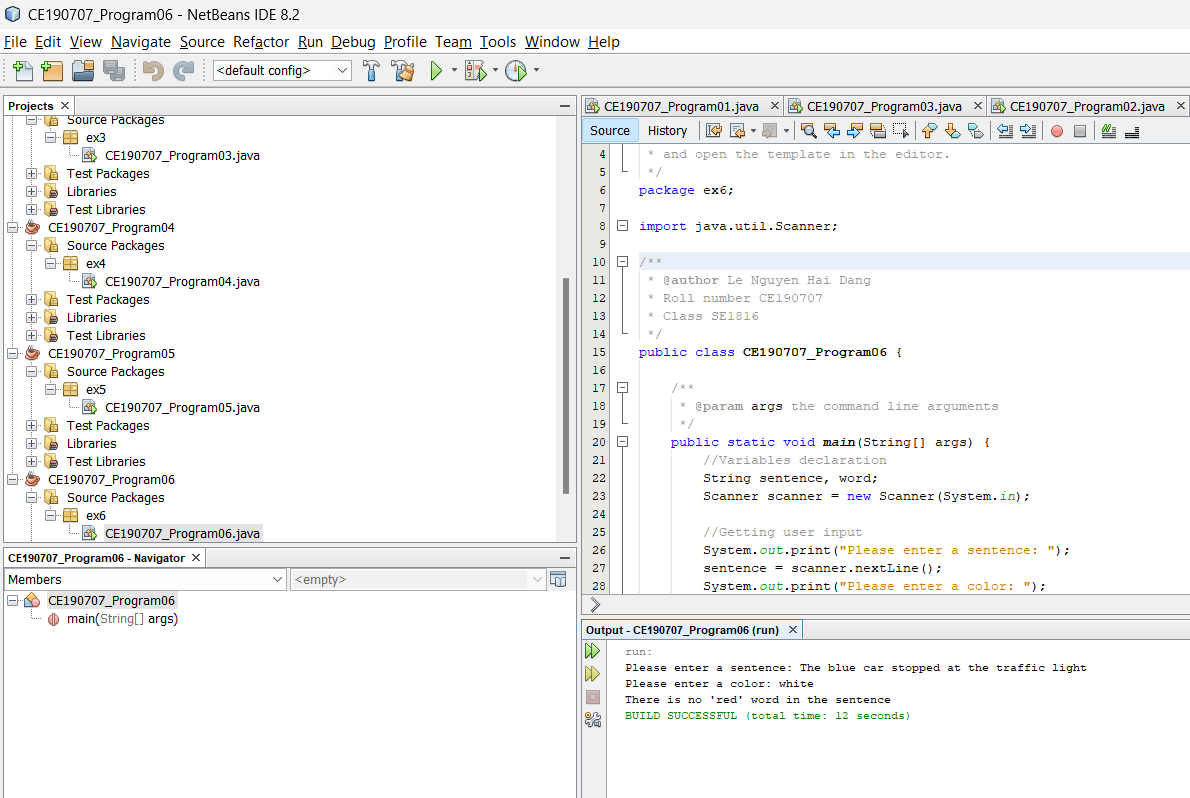 CE190707_Program06 - NetBeans IDE 8.2
File Edit View Navigate Source Refactor Run Debug Profile Team Tools Window Help
<default config>
Projects
Source Packages
ex3
CE190707_Program03.java
Test Packages
Libraries
Test Libraries
CE190707_Program04
Source Packages
ex4
CE190707_Program04.java
Test Packages
Libraries
Test Libraries
CE190707_Program05
Source Packages
ex5
CE190707_Program05.java
Test Packages
Libraries
Test Libraries
CE190707_Program06
Source Packages
ex6
CE190707_Program06.java
CE190707_Program06 - Navigator
Members <empty>
CE190707_Program06
main(String[] args)
CE190707_Program01.java CE190707_Program03.java CE190707_Program02.java
Source History
4 * and open the template in the editor.
5 */
6 package ex6;
7
8 import java.util.Scanner;
9
10 /**
11 * @author Le Nguyen Hai Dang
12 * Roll number CE190707
13 * Class SE1816
14 */
15 public class CE190707_Program06 {
16
17 /**
18 * @param args the command line arguments
19 */
20 public static void main(String[] args) {
21 //Variables declaration
22 String sentence, word;
23 Scanner scanner = new Scanner(System.in);
24
25 //Getting user input
26 System.out.print("Please enter a sentence: ");
27 sentence = scanner.nextLine();
28 System.out.print("Please enter a color: ");
Output - CE190707_Program06 (run)
run:
Please enter a sentence: The blue car stopped at the traffic light
Please enter a color: white
There is no 'red' word in the sentence
BUILD SUCCESSFUL (total time: 12 seconds)